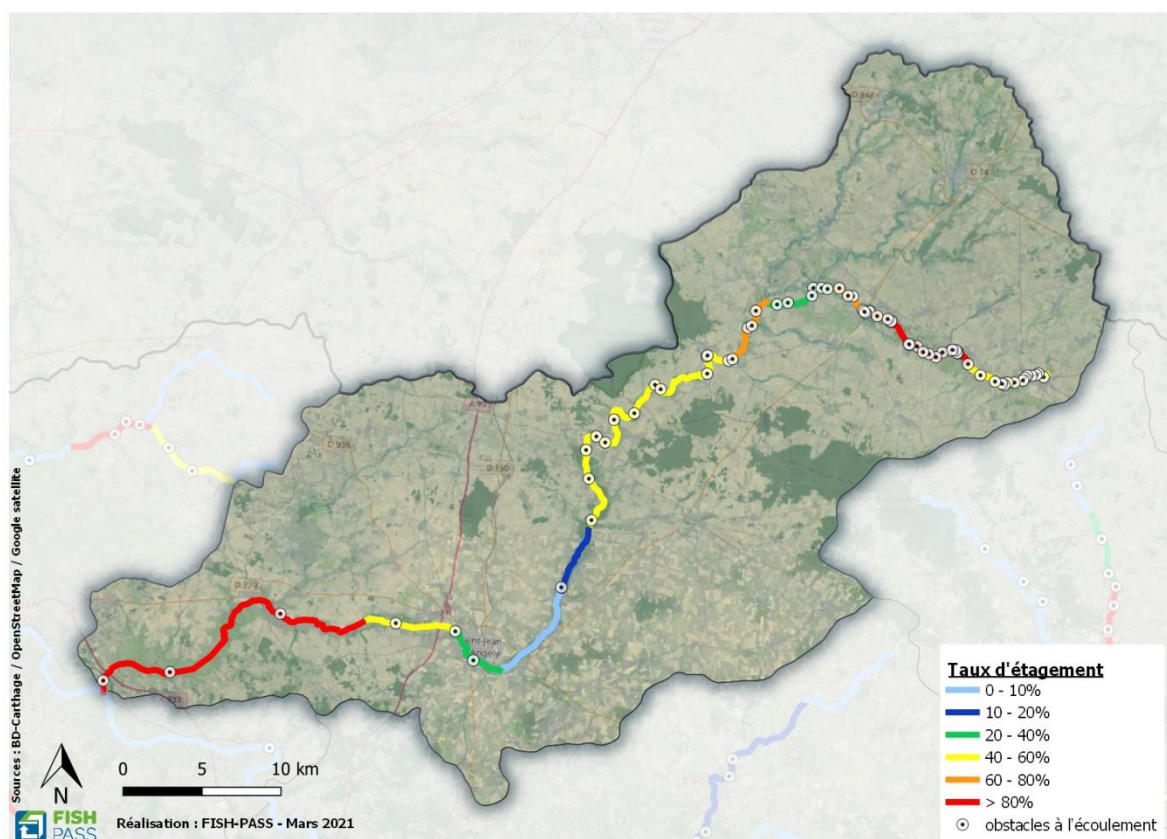 D 948
D 14
A 10
D 939
D 150
D 739
Saint-Jean
Angély
Sources : BD-Carthage / OpenStreetMap / Google satellite
N
0 5 10 km
FISH
PASS
Réalisation : FISH-PASS - Mars 2021
Taux d'étagement
0 - 10%
10 - 20%
20 - 40%
40 - 60%
60 - 80%
> 80%
obstacles à l'écoulement